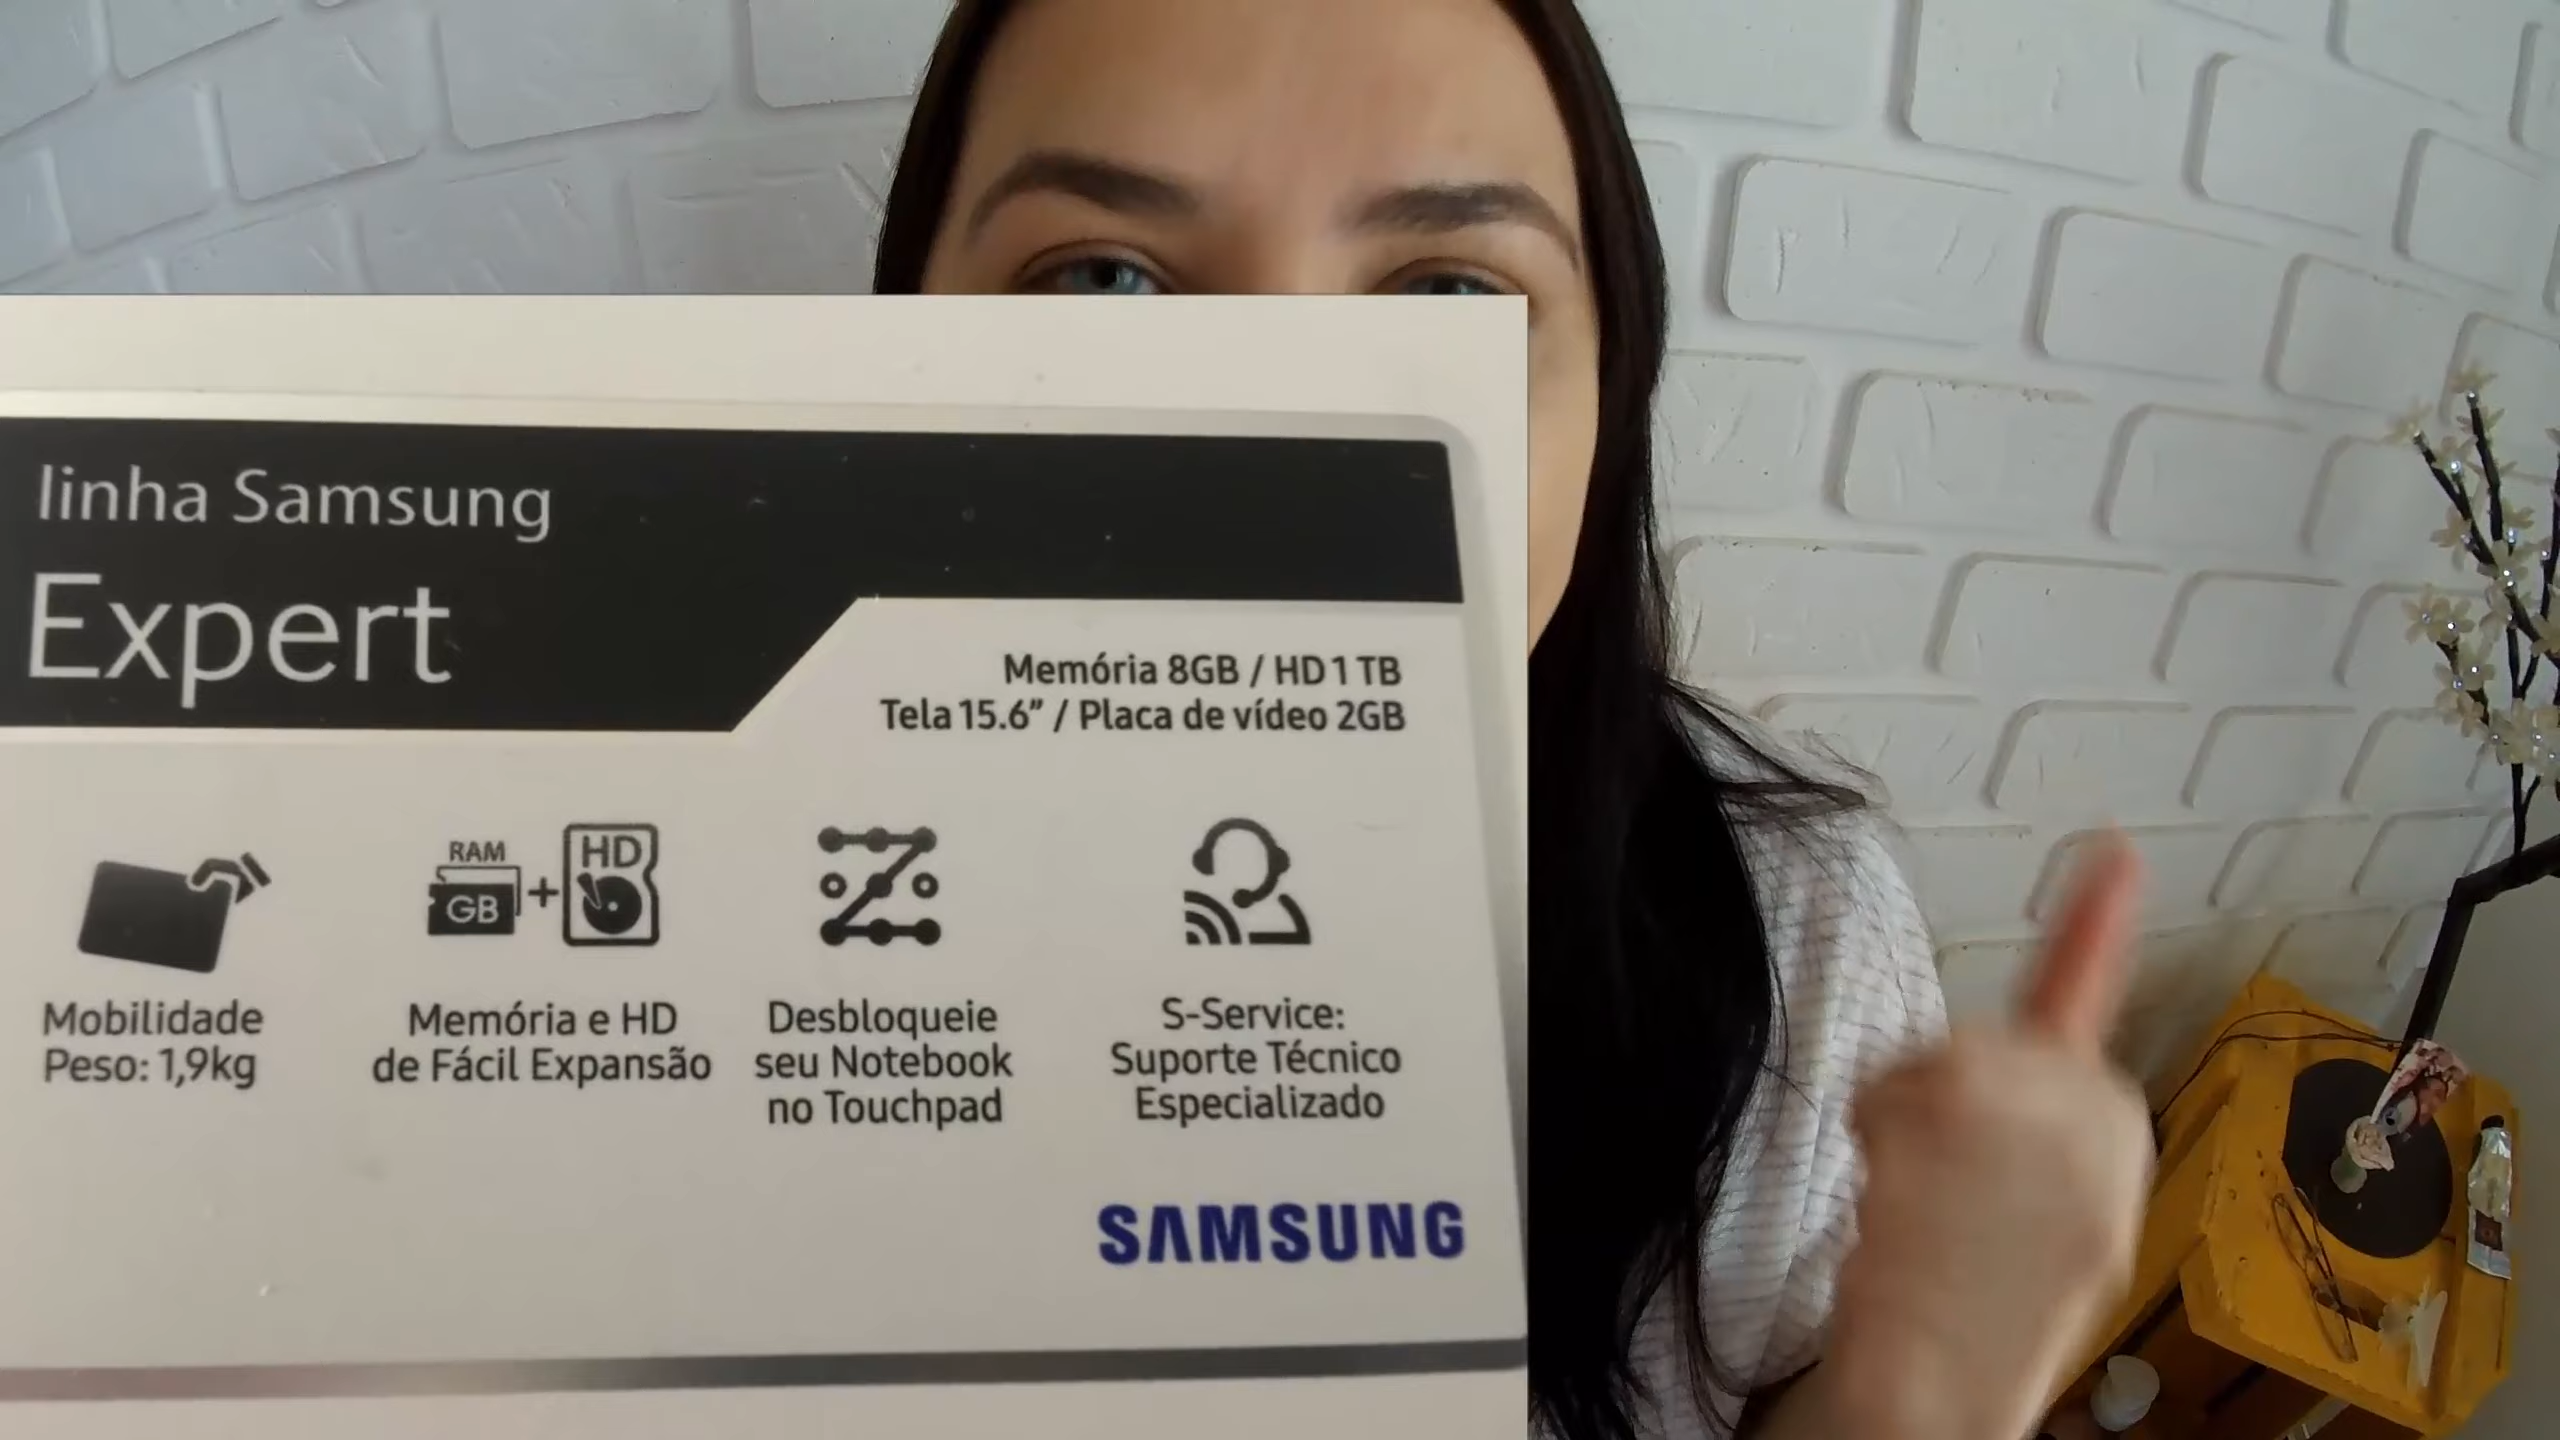 linha Samsung
Expert
Memória 8GB / HD 1 TB
Tela 15.6” / Placa de vídeo 2GB
RAM
GB
+
HD
Mobilidade
Peso: 1,9kg
Memória e HD
de Fácil Expansão
Desbloqueie
seu Notebook
no Touchpad
S-Service:
Suporte Técnico
Especializado
SAMSUNG